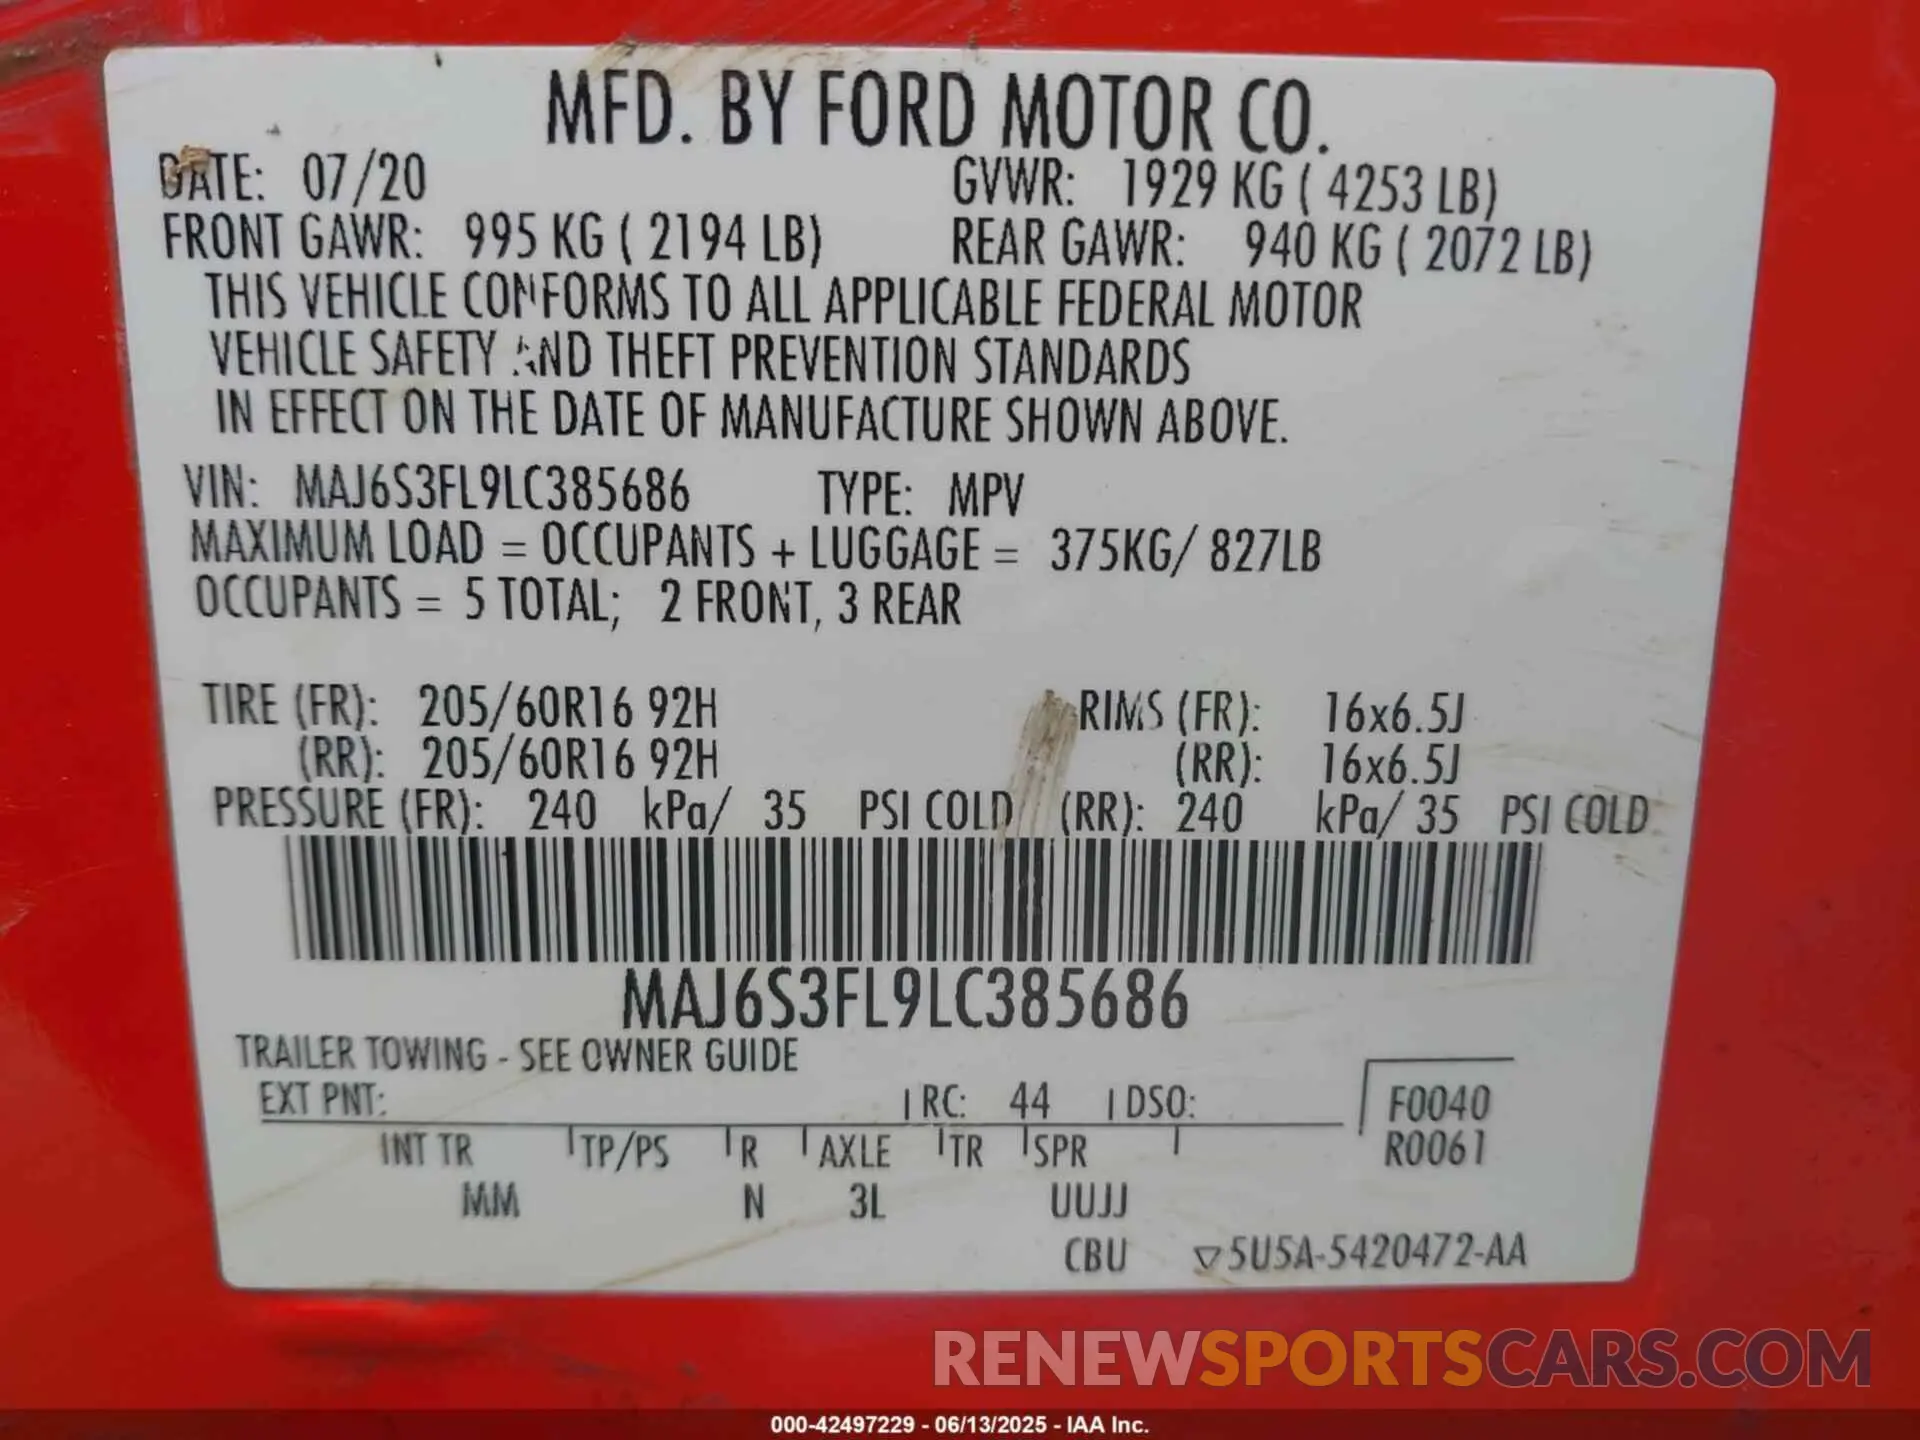 MFD. BY FORD MOTOR CO.
DATE: 07/20 GVWR: 1929 KG ( 4253 LB)
FRONT GAWR: 995 KG ( 2194 LB) REAR GAWR: 940 KG ( 2072 LB)
THIS VEHICLE CONFORMS TO ALL APPLICABLE FEDERAL MOTOR
VEHICLE SAFETY AND THEFT PREVENTION STANDARDS
IN EFFECT ON THE DATE OF MANUFACTURE SHOWN ABOVE.
VIN: MAJ6S3FL9LC385686 TYPE: MPV
MAXIMUM LOAD = OCCUPANTS + LUGGAGE = 375KG/ 827LB
OCCUPANTS = 5 TOTAL; 2 FRONT, 3 REAR
TIRE (FR): 205/60R16 92H RIMS (FR): 16x6.5J
(RR): 205/60R16 92H (RR): 16x6.5J
PRESSURE (FR): 240 kPa/ 35 PSI COLD (RR): 240 kPa/ 35 PSI COLD
MAJ6S3FL9LC385686
TRAILER TOWING - SEE OWNER GUIDE
EXT PNT: RC: 44 DSO: F0040
INT TR TP/PS R AXLE TR SPR R0061
MM N 3L UUJJ
CBU ▽5U5A-5420472-AA
RENEWSPORTSCARS.COM
000-42497229 - 06/13/2025 - IAA Inc.